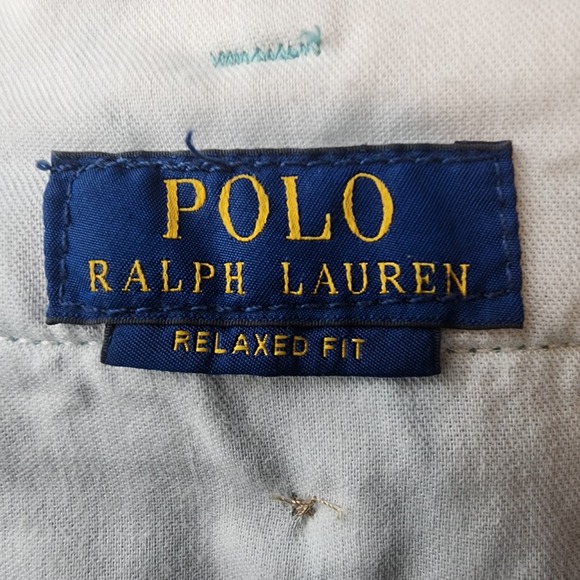 POLO
RALPH LAUREN
RELAXED FIT